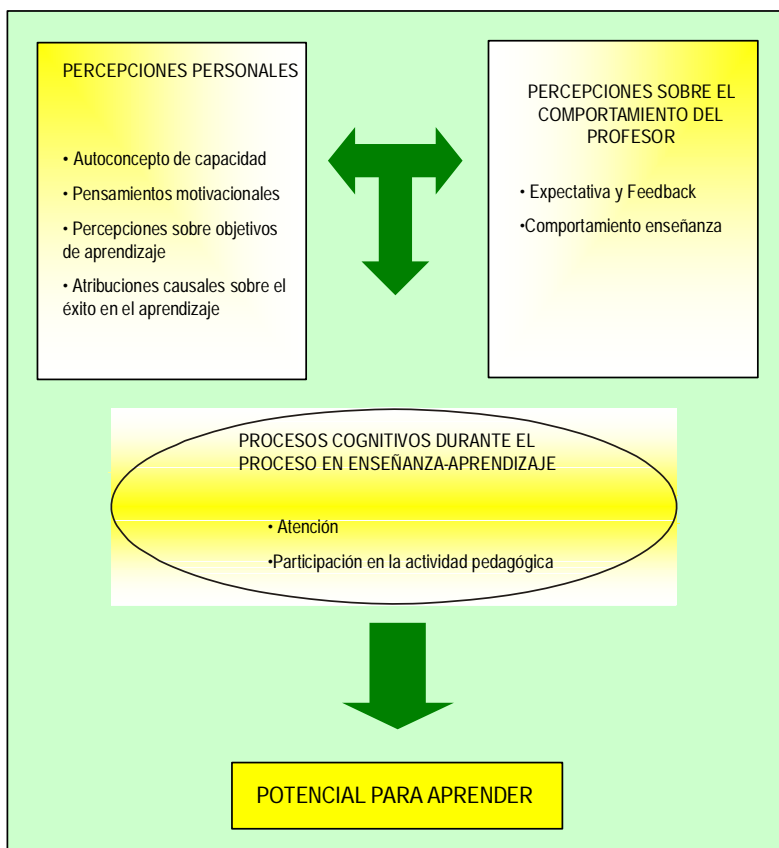 PERCEPCIONES PERSONALES
• Autoconcepto de capacidad
• Pensamientos motivacionales
• Percepciones sobre objetivos
de aprendizaje
• Atribuciones causales sobre el
éxito en el aprendizaje
PERCEPCIONES SOBRE EL
COMPORTAMIENTO DEL
PROFESOR
• Expectativa y Feedback
•Comportamiento enseñanza
PROCESOS COGNITIVOS DURANTE EL
PROCESO EN ENSEÑANZA-APRENDIZAJE
• Atención
•Participación en la actividad pedagógica
POTENCIAL PARA APRENDER